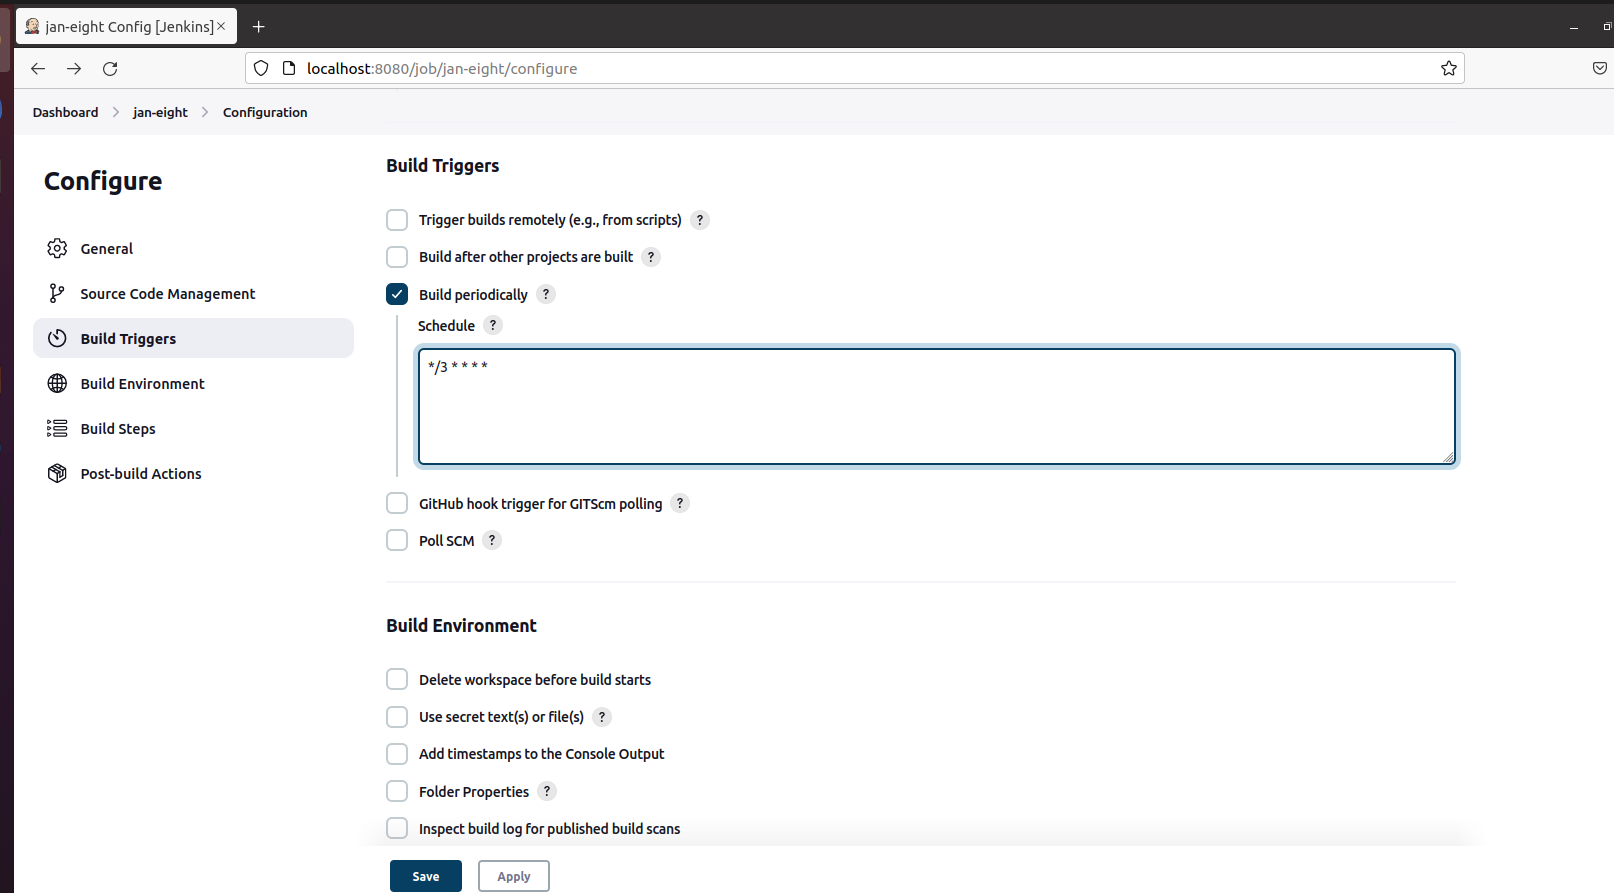 jan-eight Config [Jenkins]
localhost:8080/job/jan-eight/configure
Dashboard jan-eight Configuration
Configure
General
Source Code Management
Build Triggers
Build Environment
Build Steps
Post-build Actions
Build Triggers
Trigger builds remotely (e.g., from scripts) ?
Build after other projects are built ?
Build periodically ?
Schedule ?
*/3 * * * *
GitHub hook trigger for GITScm polling ?
Poll SCM ?
Build Environment
Delete workspace before build starts
Use secret text(s) or file(s) ?
Add timestamps to the Console Output
Folder Properties ?
Inspect build log for published build scans
Save Apply